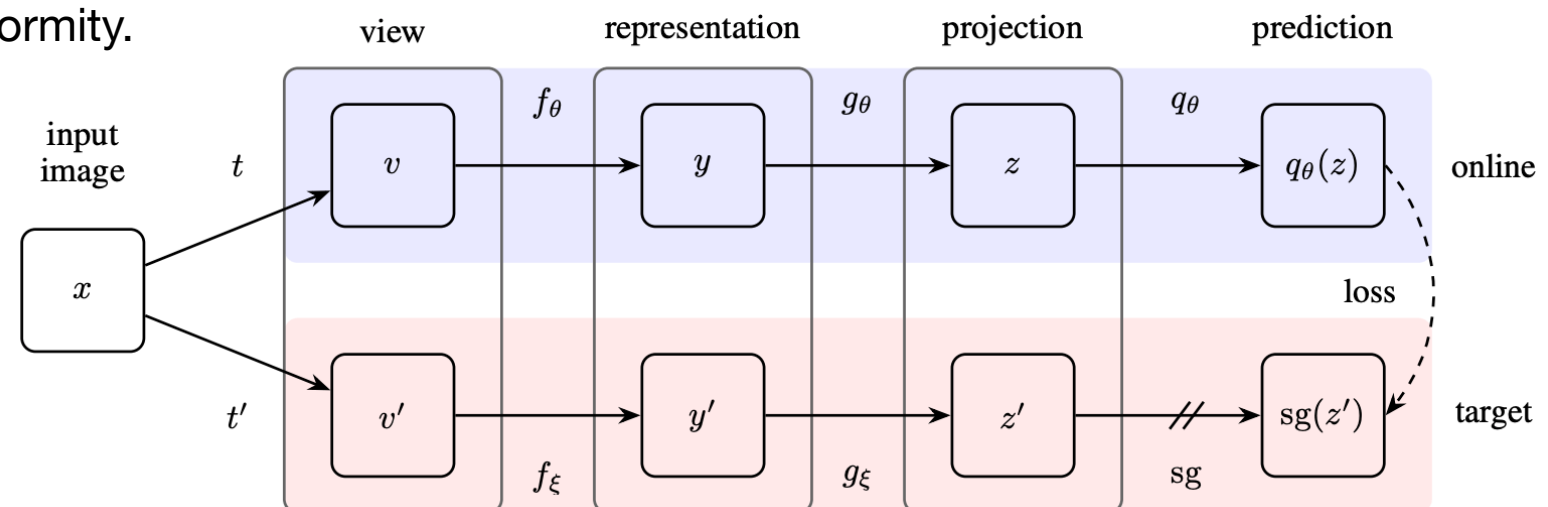 ormity.
view representation projection prediction
input
image
t
f_θ g_θ q_θ
v y z q_θ(z) online
x
loss
t′
v′ y′ z′ sg(z′) target
f_ξ g_ξ sg